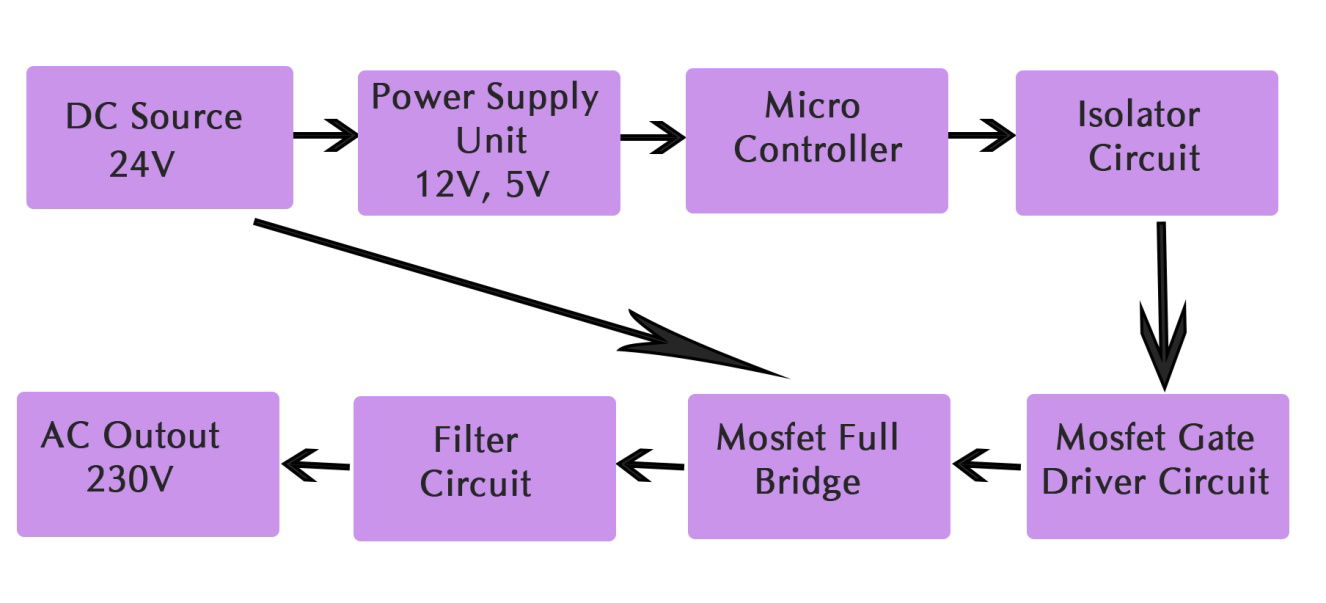 DC Source
24V
Power Supply
Unit
12V, 5V
Micro
Controller
Isolator
Circuit
AC Outout
230V
Filter
Circuit
Mosfet Full
Bridge
Mosfet Gate
Driver Circuit